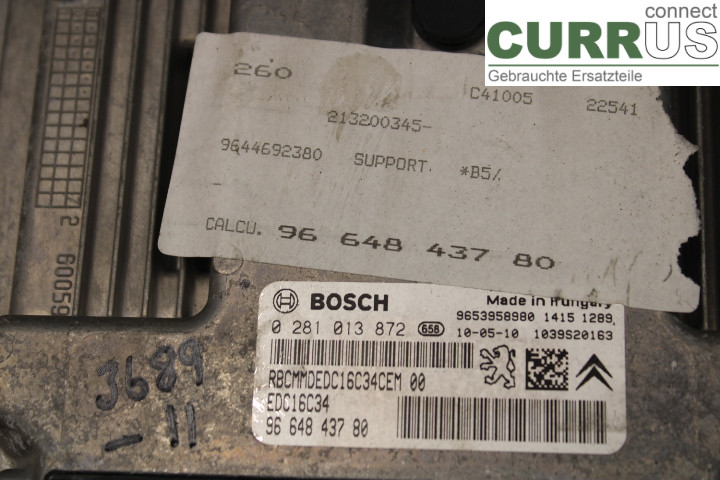 connect
CURRUS
Gebrauchte Ersatzteile
260
C41005 22541
213200345-
9644692380 SUPPORT. *B5/.
CALCU. 96 648 437 80
BOSCH
Made in Hungary
0 281 013 872 656
9653958980 1415 1289
10-05-10 1039S20163
RBCMMDEDC16C34CEM 00
EDC16C34
96 648 437 80
3689
-11